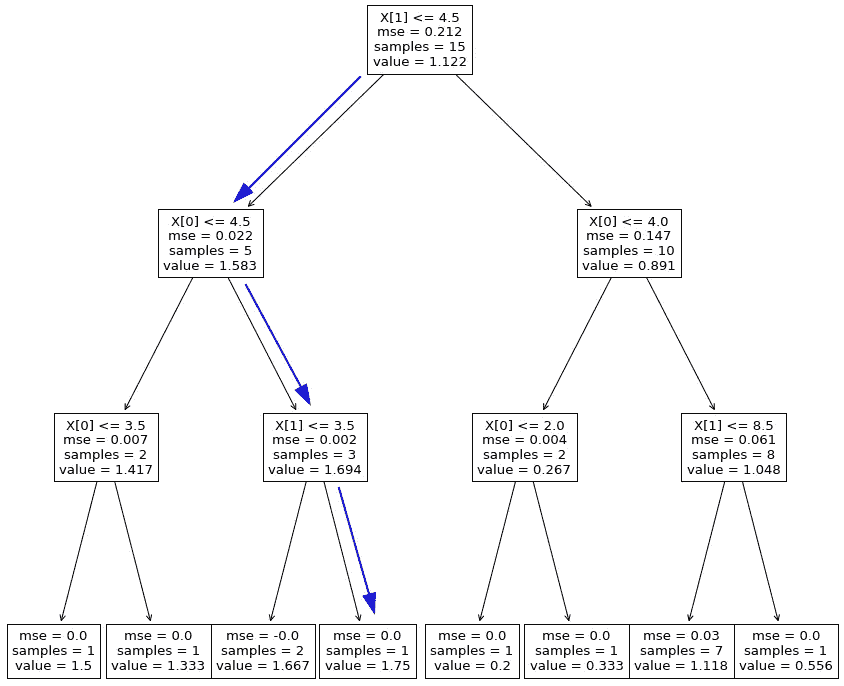 X[1] <= 4.5
mse = 0.212
samples = 15
value = 1.122
X[0] <= 4.5
mse = 0.022
samples = 5
value = 1.583
X[0] <= 4.0
mse = 0.147
samples = 10
value = 0.891
X[0] <= 3.5
mse = 0.007
samples = 2
value = 1.417
X[1] <= 3.5
mse = 0.002
samples = 3
value = 1.694
X[0] <= 2.0
mse = 0.004
samples = 2
value = 0.267
X[1] <= 8.5
mse = 0.061
samples = 8
value = 1.048
mse = 0.0
samples = 1
value = 1.5
mse = 0.0
samples = 1
value = 1.333
mse = -0.0
samples = 2
value = 1.667
mse = 0.0
samples = 1
value = 1.75
mse = 0.0
samples = 1
value = 0.2
mse = 0.0
samples = 1
value = 0.333
mse = 0.03
samples = 7
value = 1.118
mse = 0.0
samples = 1
value = 0.556